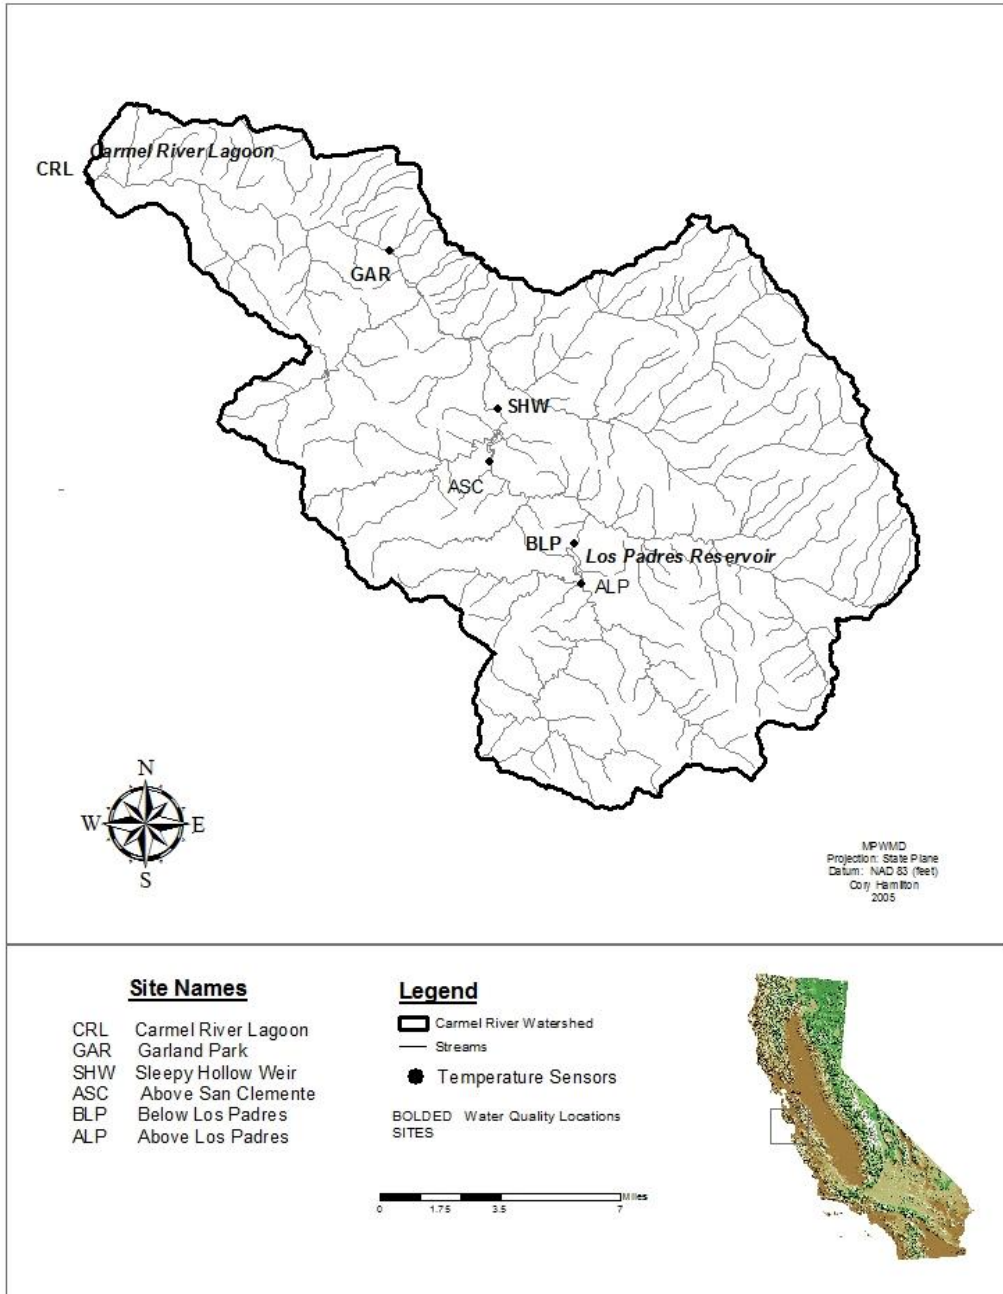 Carmel River Lagoon
CRL
GAR
SHW
ASC
BLP
Los Padres Reservoir
ALP
N
W E
S
MPWMD
Projection: State Plane
Datum: NAD 83 (feet)
Cory Hamilton
2005
Site Names
CRL Carmel River Lagoon
GAR Garland Park
SHW Sleepy Hollow Weir
ASC Above San Clemente
BLP Below Los Padres
ALP Above Los Padres
Legend
Carmel River Watershed
Streams
Temperature Sensors
BOLDED Water Quality Locations
SITES
Miles
0 1.75 3.5 7